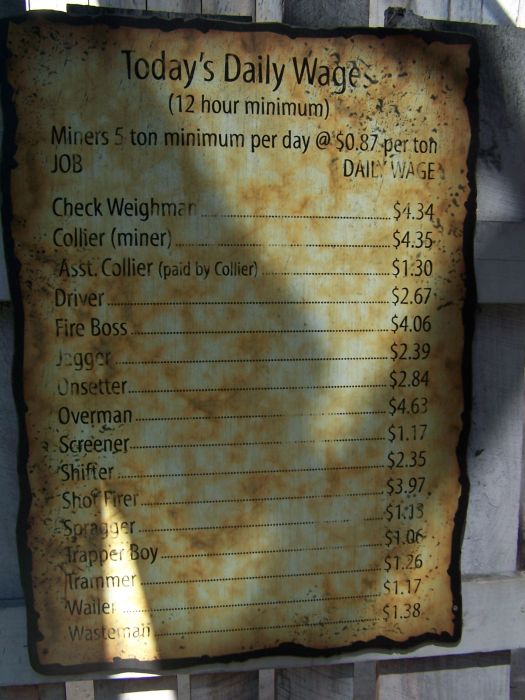 Today's Daily Wages
(12 hour minimum)
Miners 5 ton minimum per day @ $0.87 per ton
JOB DAILY WAGE
Check Weighman $4.34
Collier (miner) $4.35
Asst. Collier (paid by Collier) $1.30
Driver $2.67
Fire Boss $4.06
Jagger $2.39
Onsetter $2.84
Overman $4.63
Screener $1.17
Shifter $2.35
Shot Firer $3.97
Spragger $1.13
Trapper Boy $1.06
Trammer $1.26
Wailer $1.17
Wasteman $1.38